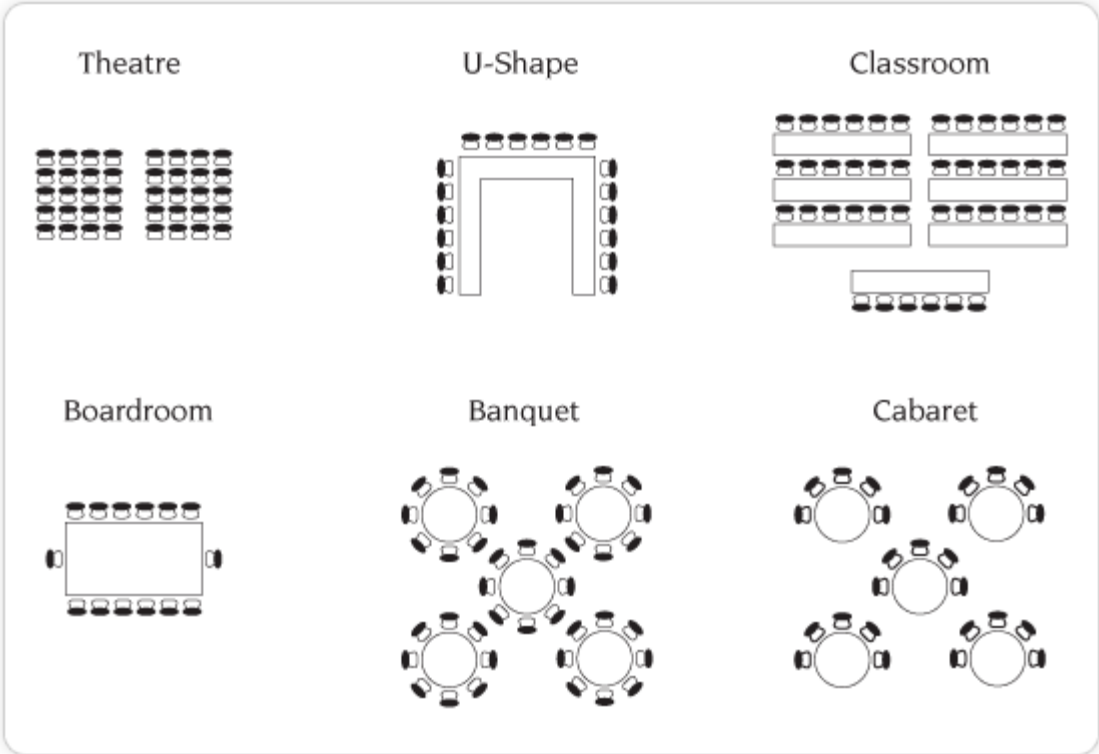 Theatre
U-Shape
Classroom
Boardroom
Banquet
Cabaret